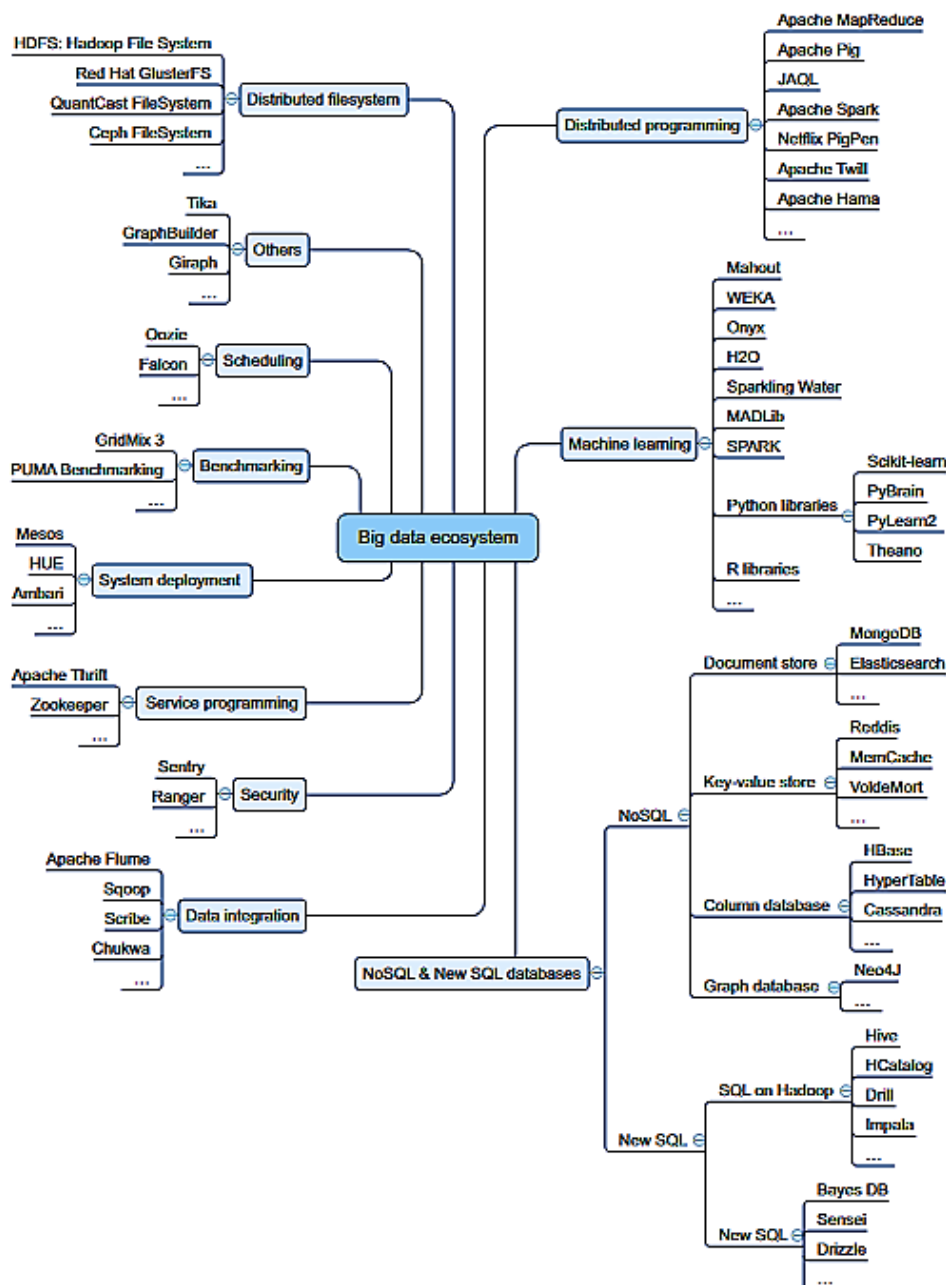 HDFS: Hadoop File System
Red Hat GlusterFS
QuantCast FileSystem
Ceph FileSystem
...
Distributed filesystem
Tika
GraphBuilder
Giraph
...
Others
Oozie
Falcon
...
Scheduling
GridMix 3
PUMA Benchmarking
...
Benchmarking
Mesos
HUE
Ambari
...
System deployment
Apache Thrift
Zookeeper
...
Service programming
Sentry
Ranger
...
Security
Apache Flume
Sqoop
Scribe
Chukwa
...
Data integration
Big data ecosystem
Distributed programming
Apache MapReduce
Apache Pig
JAQL
Apache Spark
Netflix PigPen
Apache Twill
Apache Hama
...
Machine learning
Mahout
WEKA
Onyx
H2O
Sparkling Water
MADLib
SPARK
Python libraries
Scikit-learn
PyBrain
PyLearn2
Theano
R libraries
...
NoSQL & New SQL databases
NoSQL
Document store
MongoDB
Elasticsearch
...
Key-value store
Reddis
MemCache
VoldeMort
...
Column database
HBase
HyperTable
Cassandra
...
Graph database
Neo4J
...
New SQL
SQL on Hadoop
Hive
HCatalog
Drill
Impala
...
New SQL
Bayes DB
Sensei
Drizzle
...